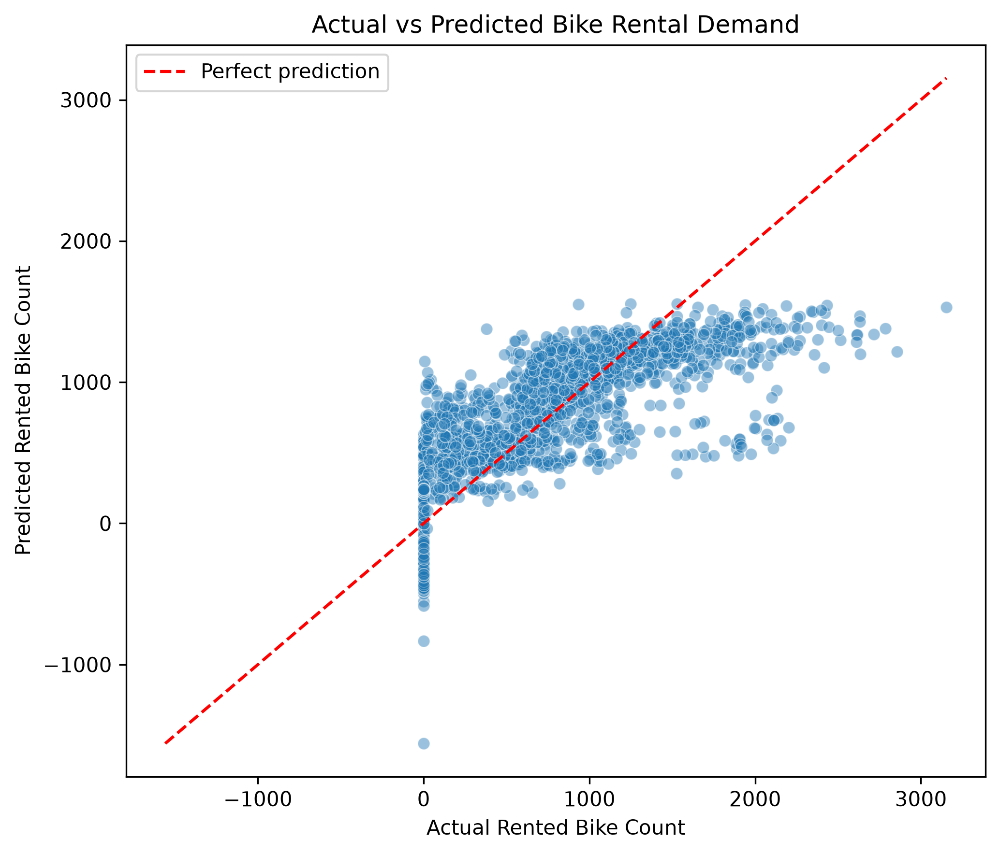 Actual vs Predicted Bike Rental Demand
Perfect prediction
3000
2000
1000
0
−1000
Predicted Rented Bike Count
−1000
0
1000
2000
3000
Actual Rented Bike Count